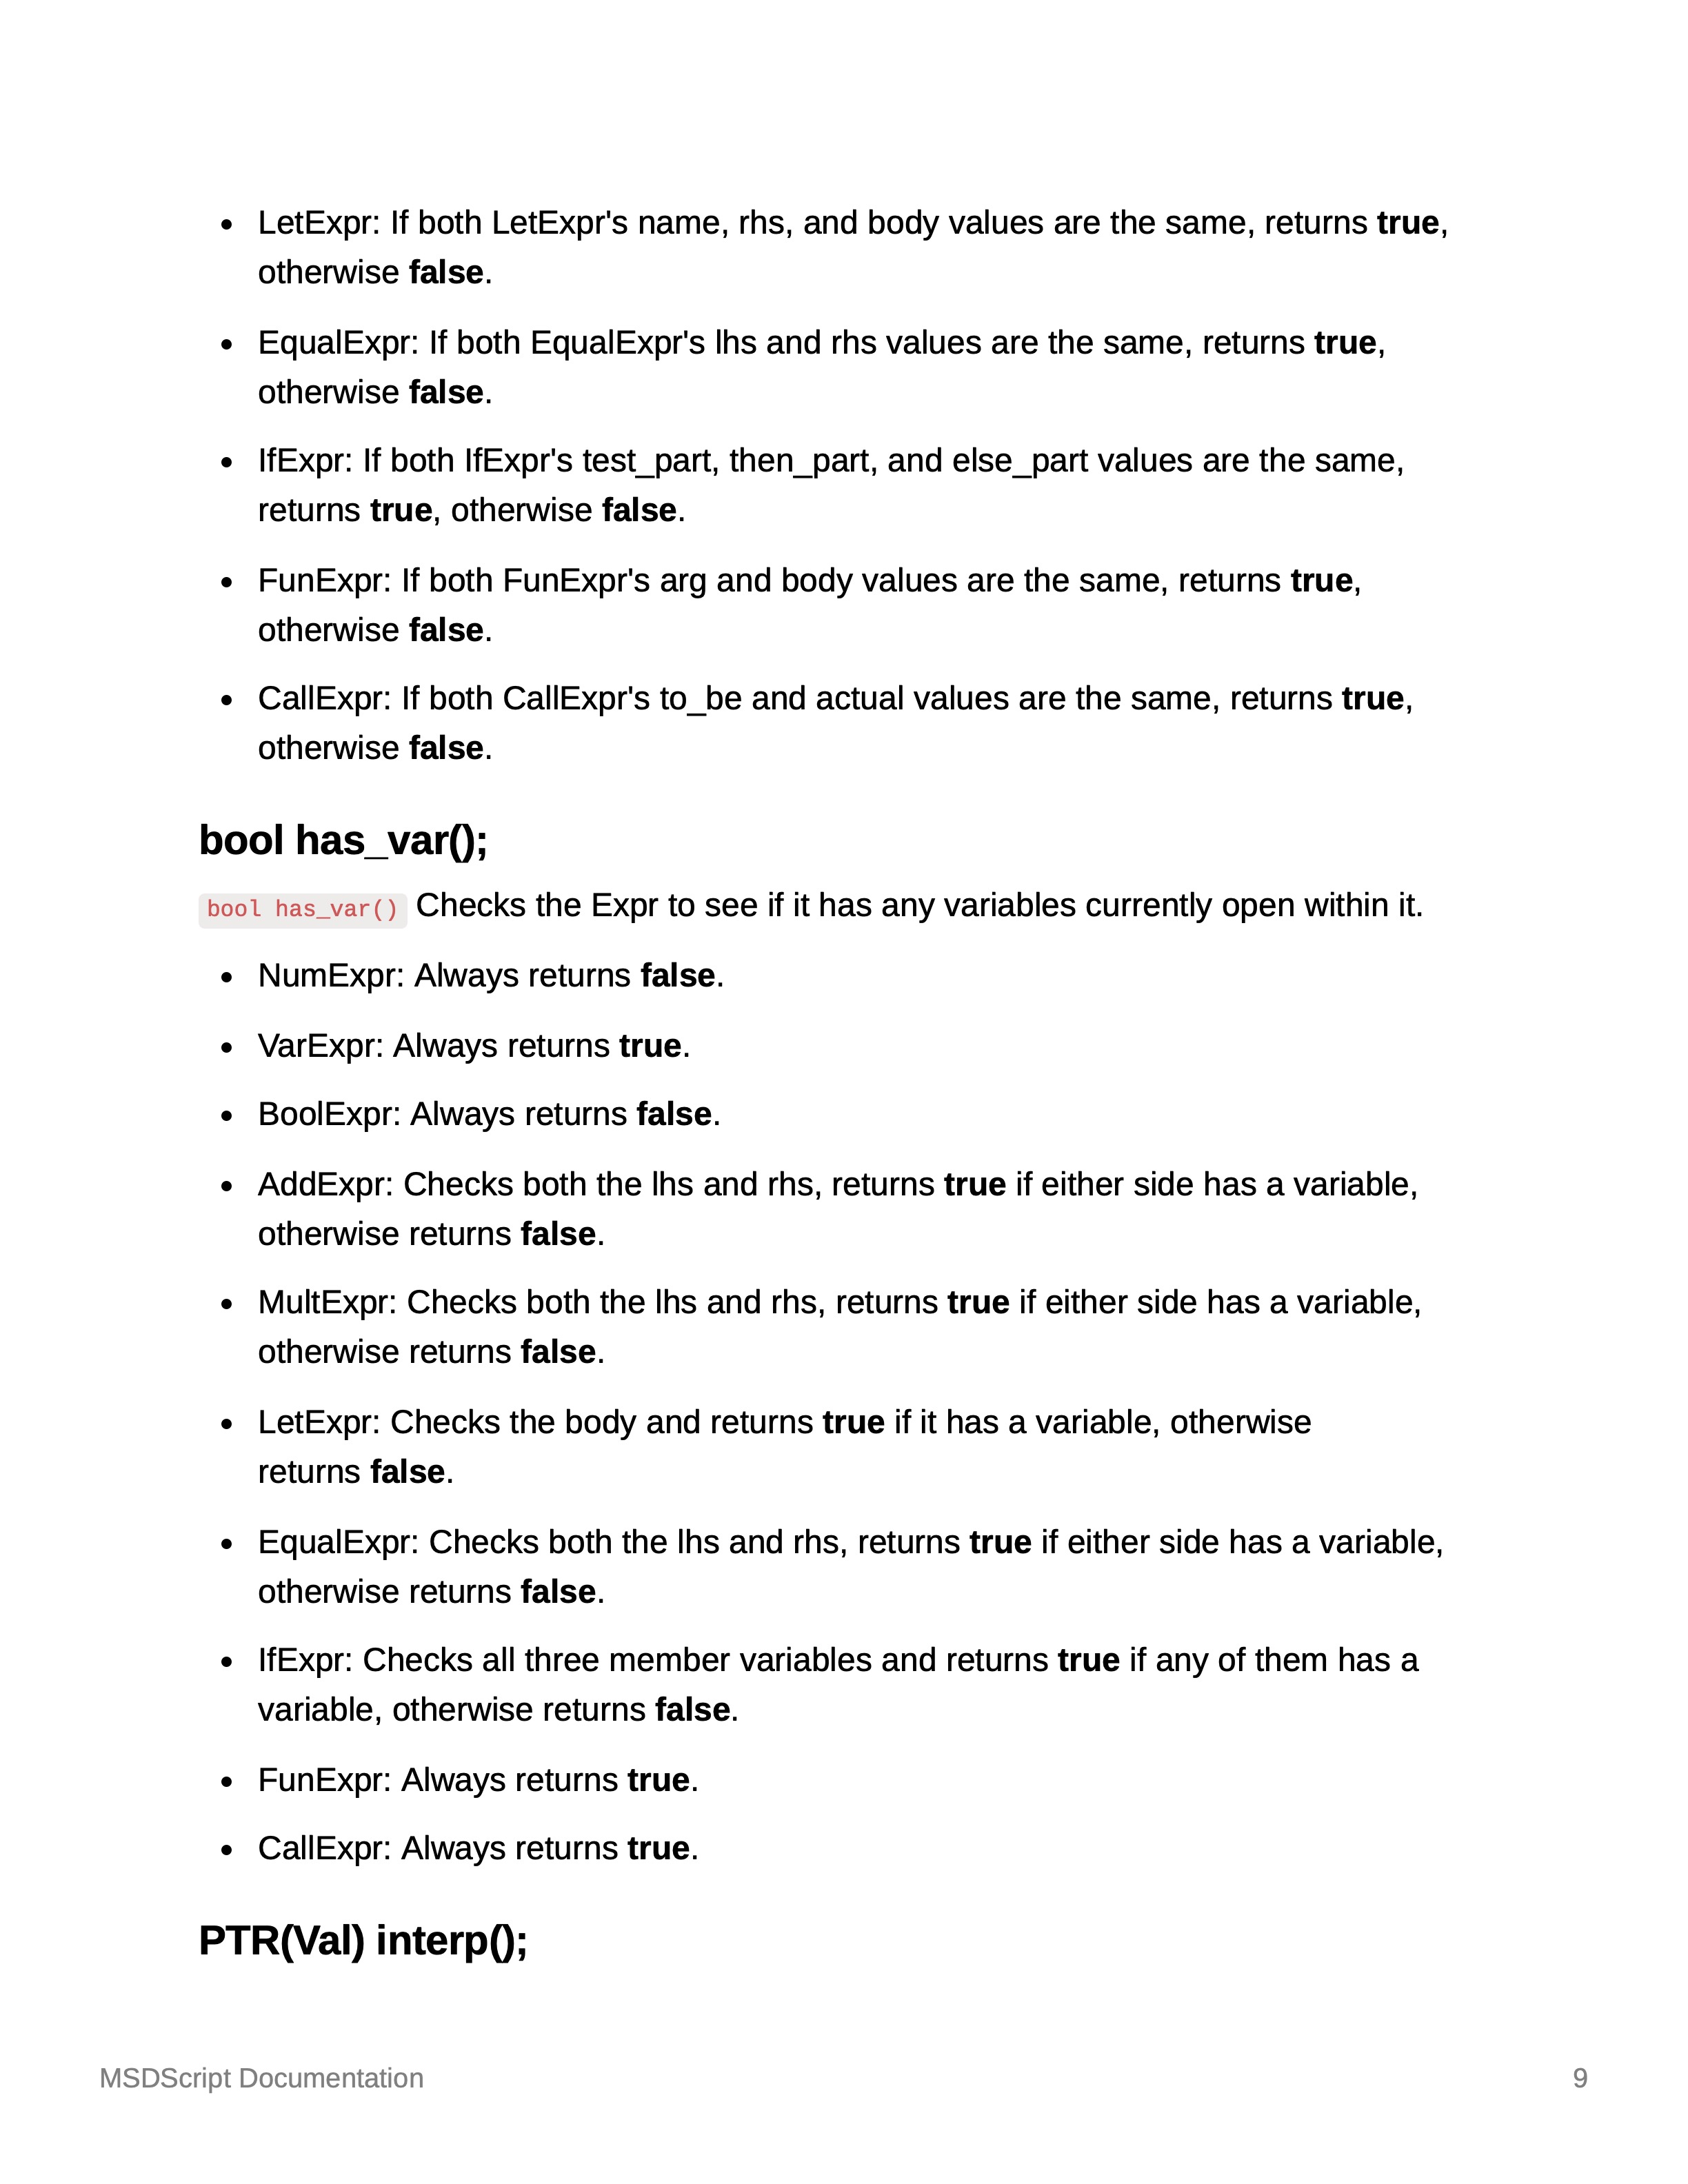 LetExpr: If both LetExpr's name, rhs, and body values are the same, returns true,
otherwise false.
EqualExpr: If both EqualExpr's lhs and rhs values are the same, returns true,
otherwise false.
IfExpr: If both IfExpr's test_part, then_part, and else_part values are the same,
returns true, otherwise false.
FunExpr: If both FunExpr's arg and body values are the same, returns true,
otherwise false.
CallExpr: If both CallExpr's to_be and actual values are the same, returns true,
otherwise false.
bool has_var();
bool has_var() Checks the Expr to see if it has any variables currently open within it.
NumExpr: Always returns false.
VarExpr: Always returns true.
BoolExpr: Always returns false.
AddExpr: Checks both the lhs and rhs, returns true if either side has a variable,
otherwise returns false.
MultExpr: Checks both the lhs and rhs, returns true if either side has a variable,
otherwise returns false.
LetExpr: Checks the body and returns true if it has a variable, otherwise
returns false.
EqualExpr: Checks both the lhs and rhs, returns true if either side has a variable,
otherwise returns false.
IfExpr: Checks all three member variables and returns true if any of them has a
variable, otherwise returns false.
FunExpr: Always returns true.
CallExpr: Always returns true.
PTR(Val) interp();
MSDScript Documentation 9